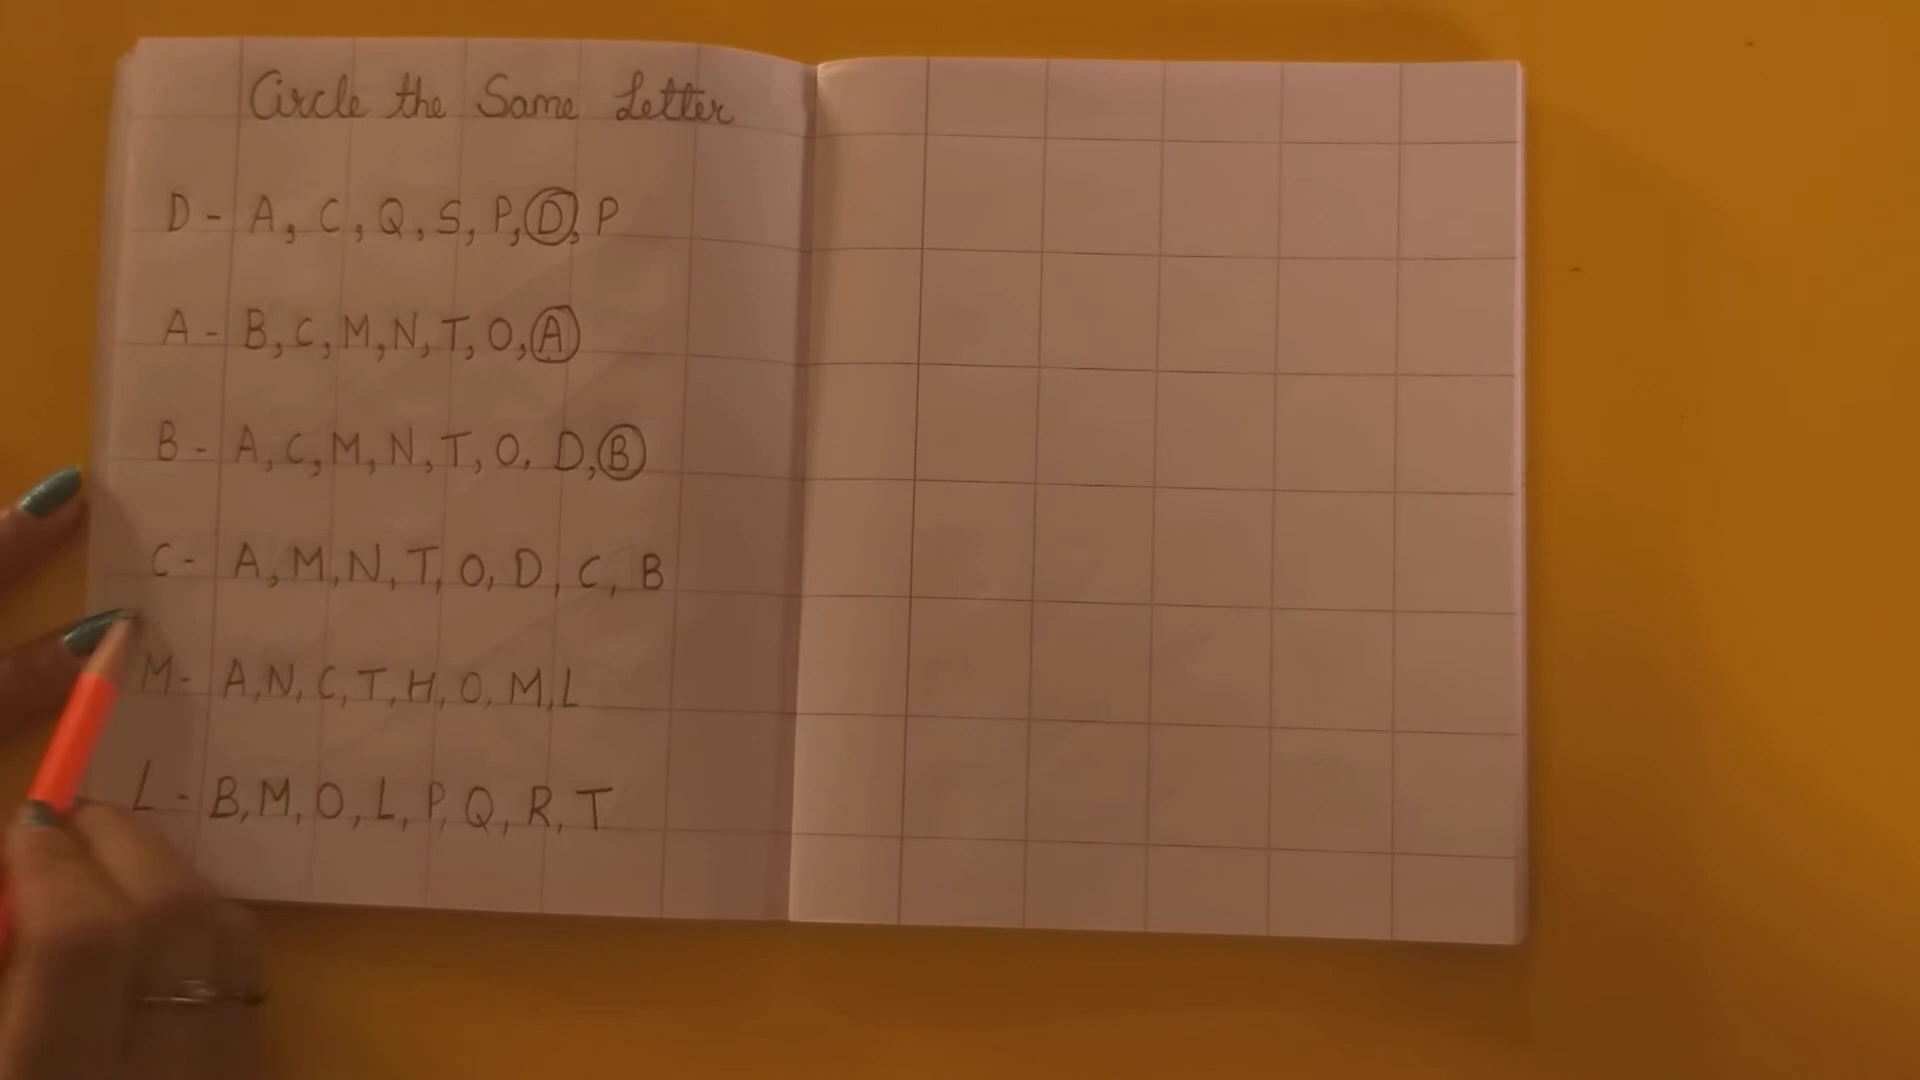 Circle the Same Letter
D - A, C, Q, S, P, D, P
A - B, C, M, N, T, O, A
B - A, C, M, N, T, O, D, B
C - A, M, N, T, O, D, C, B
M - A, N, C, T, H, O, M, L
L - B, M, O, L, P, Q, R, T